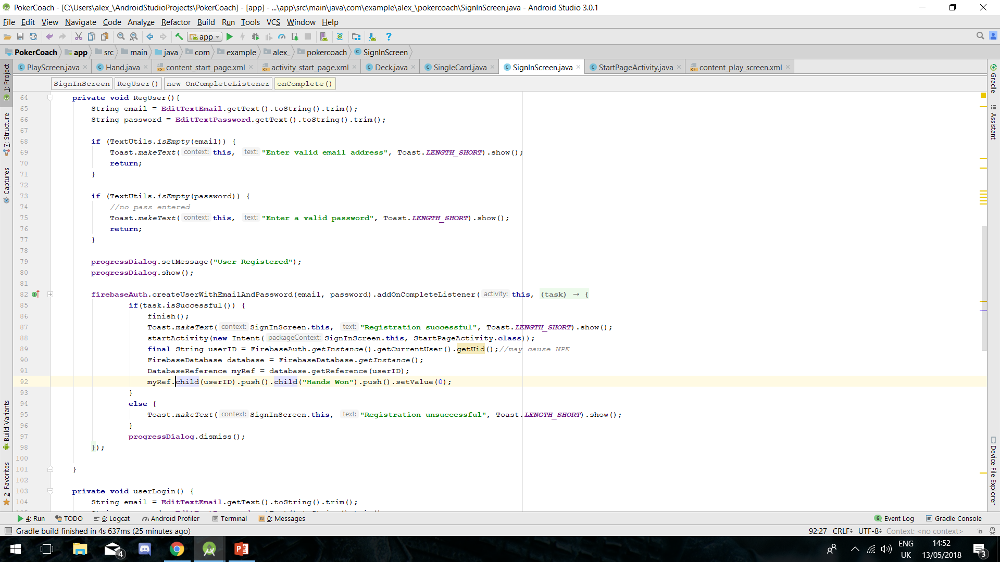 PokerCoach - [C:\Users\alex_\AndroidStudioProjects\PokerCoach] - [app] - ...\app\src\main\java\com\example\alex_\pokercoach\SignInScreen.java - Android Studio 3.0.1
File Edit View Navigate Code Analyze Refactor Build Run Tools VCS Window Help
app
PokerCoach app src main java com example alex_ pokercoach SignInScreen
PlayScreen.java Hand.java content_start_page.xml activity_start_page.xml Deck.java SingleCard.java SignInScreen.java StartPageActivity.java content_play_screen.xml
SignInScreen RegUser() new OnCompleteListener onComplete()
1: Project
7: Structure
Captures
Build Variants
2: Favorites
Gradle
Assistant
Device File Explorer
64 private void RegUser(){
65 String email = EditTextEmail.getText().toString().trim();
66 String password = EditTextPassword.getText().toString().trim();
67
68 if (TextUtils.isEmpty(email)) {
69 Toast.makeText( context: this, text: "Enter valid email address", Toast.LENGTH_SHORT).show();
70 return;
71 }
72
73 if (TextUtils.isEmpty(password)) {
74 //no pass entered
75 Toast.makeText( context: this, text: "Enter a valid password", Toast.LENGTH_SHORT).show();
76 return;
77 }
78
79 progressDialog.setMessage("User Registered");
80 progressDialog.show();
81
82 firebaseAuth.createUserWithEmailAndPassword(email, password).addOnCompleteListener( activity: this, (task) → {
85 if(task.isSuccessful()) {
86 finish();
87 Toast.makeText( context: SignInScreen.this, text: "Registration successful", Toast.LENGTH_SHORT).show();
88 startActivity(new Intent( packageContext: SignInScreen.this, StartPageActivity.class));
89 final String userID = FirebaseAuth.getInstance().getCurrentUser().getUid();//may cause NPE
90 FirebaseDatabase database = FirebaseDatabase.getInstance();
91 DatabaseReference myRef = database.getReference(userID);
92 myRef.child(userID).push().child("Hands Won").push().setValue(0);
93 }
94 else {
95 Toast.makeText( context: SignInScreen.this, text: "Registration unsuccessful", Toast.LENGTH_SHORT).show();
96 }
97 progressDialog.dismiss();
98 });
100
101 }
102
103 private void userLogin() {
104 String email = EditTextEmail.getText().toString().trim();
4: Run TODO 6: Logcat Android Profiler Terminal 0: Messages 6 Event Log Gradle Console
Gradle build finished in 4s 637ms (25 minutes ago) 92:27 CRLF UTF-8 Context: <no context>
4 ENG 14:52
UK 13/05/2018 3